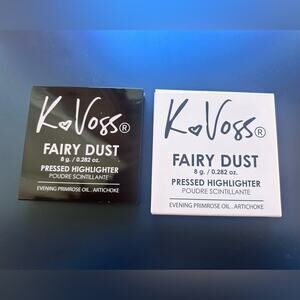 K♥Voss®
FAIRY DUST
8 g. / 0.282 oz.
PRESSED HIGHLIGHTER
POUDRE SCINTILLANTE
EVENING PRIMROSE OIL...ARTICHOKE
K♥Voss®
FAIRY DUST
8 g. / 0.282 oz.
PRESSED HIGHLIGHTER
POUDRE SCINTILLANTE
EVENING PRIMROSE OIL...ARTICHOKE